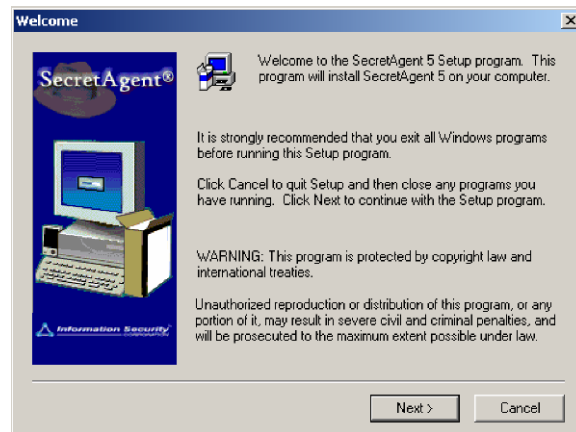 Welcome
SecretAgent®
Welcome to the SecretAgent 5 Setup program. This
program will install SecretAgent 5 on your computer.
It is strongly recommended that you exit all Windows programs
before running this Setup program.
Click Cancel to quit Setup and then close any programs you
have running. Click Next to continue with the Setup program.
WARNING: This program is protected by copyright law and
international treaties.
Unauthorized reproduction or distribution of this program, or any
portion of it, may result in severe civil and criminal penalties, and
will be prosecuted to the maximum extent possible under law.
Information Security
CORPORATION
Next >
Cancel